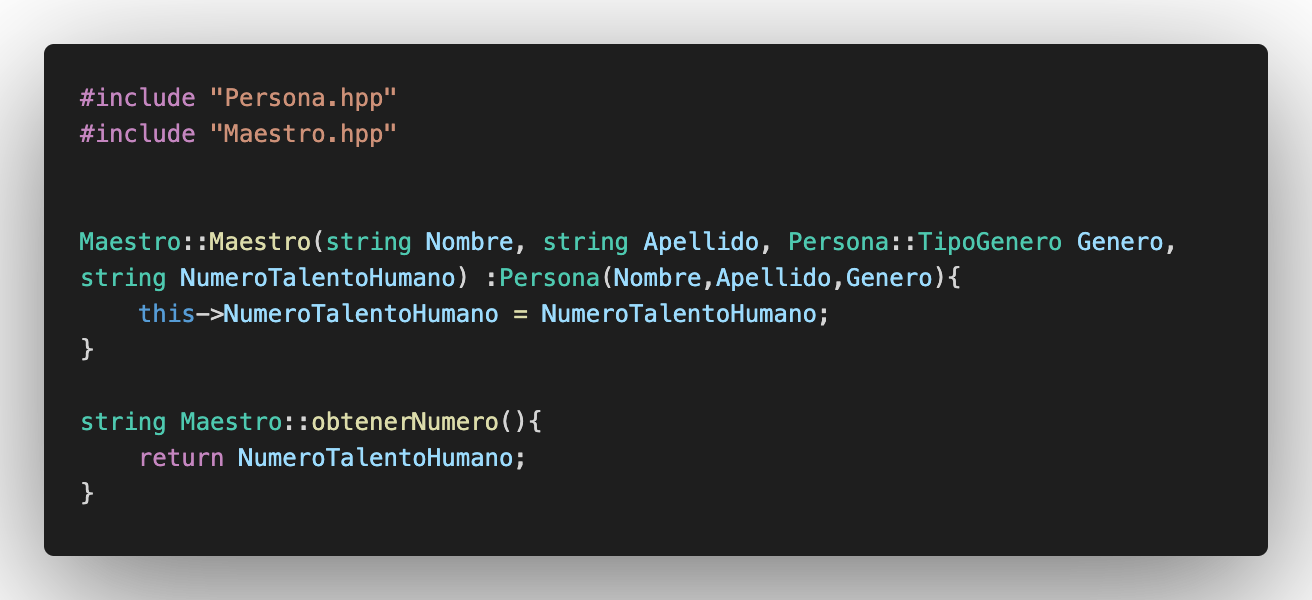 #include "Persona.hpp"
#include "Maestro.hpp"
Maestro::Maestro(string Nombre, string Apellido, Persona::TipoGenero Genero,
string NumeroTalentoHumano) :Persona(Nombre,Apellido,Genero){
    this->NumeroTalentoHumano = NumeroTalentoHumano;
}
string Maestro::obtenerNumero(){
    return NumeroTalentoHumano;
}